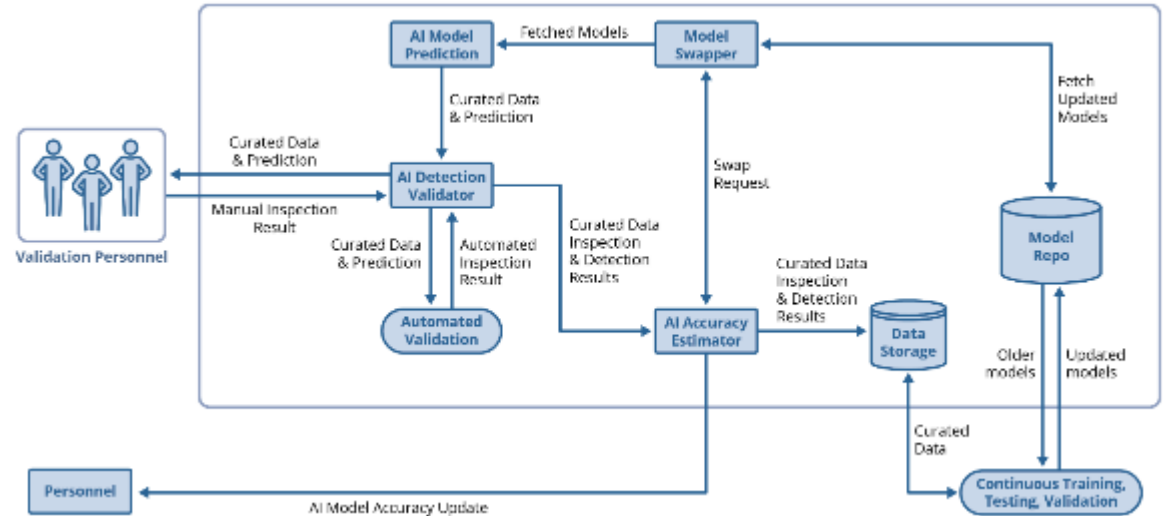 AI Model
Prediction
Fetched Models
Model
Swapper
Fetch
Updated
Models
Curated Data
& Prediction
Curated Data
& Prediction
AI Detection
Validator
Swap
Request
Manual Inspection
Result
Validation Personnel
Curated Data
& Prediction
Automated
Inspection
Result
Curated Data
Inspection
& Detection
Results
Model
Repo
Curated Data
Inspection
& Detection
Results
Automated
Validation
AI Accuracy
Estimator
Data
Storage
Older
models
Updated
models
Curated
Data
Personnel
AI Model Accuracy Update
Continuous Training,
Testing, Validation